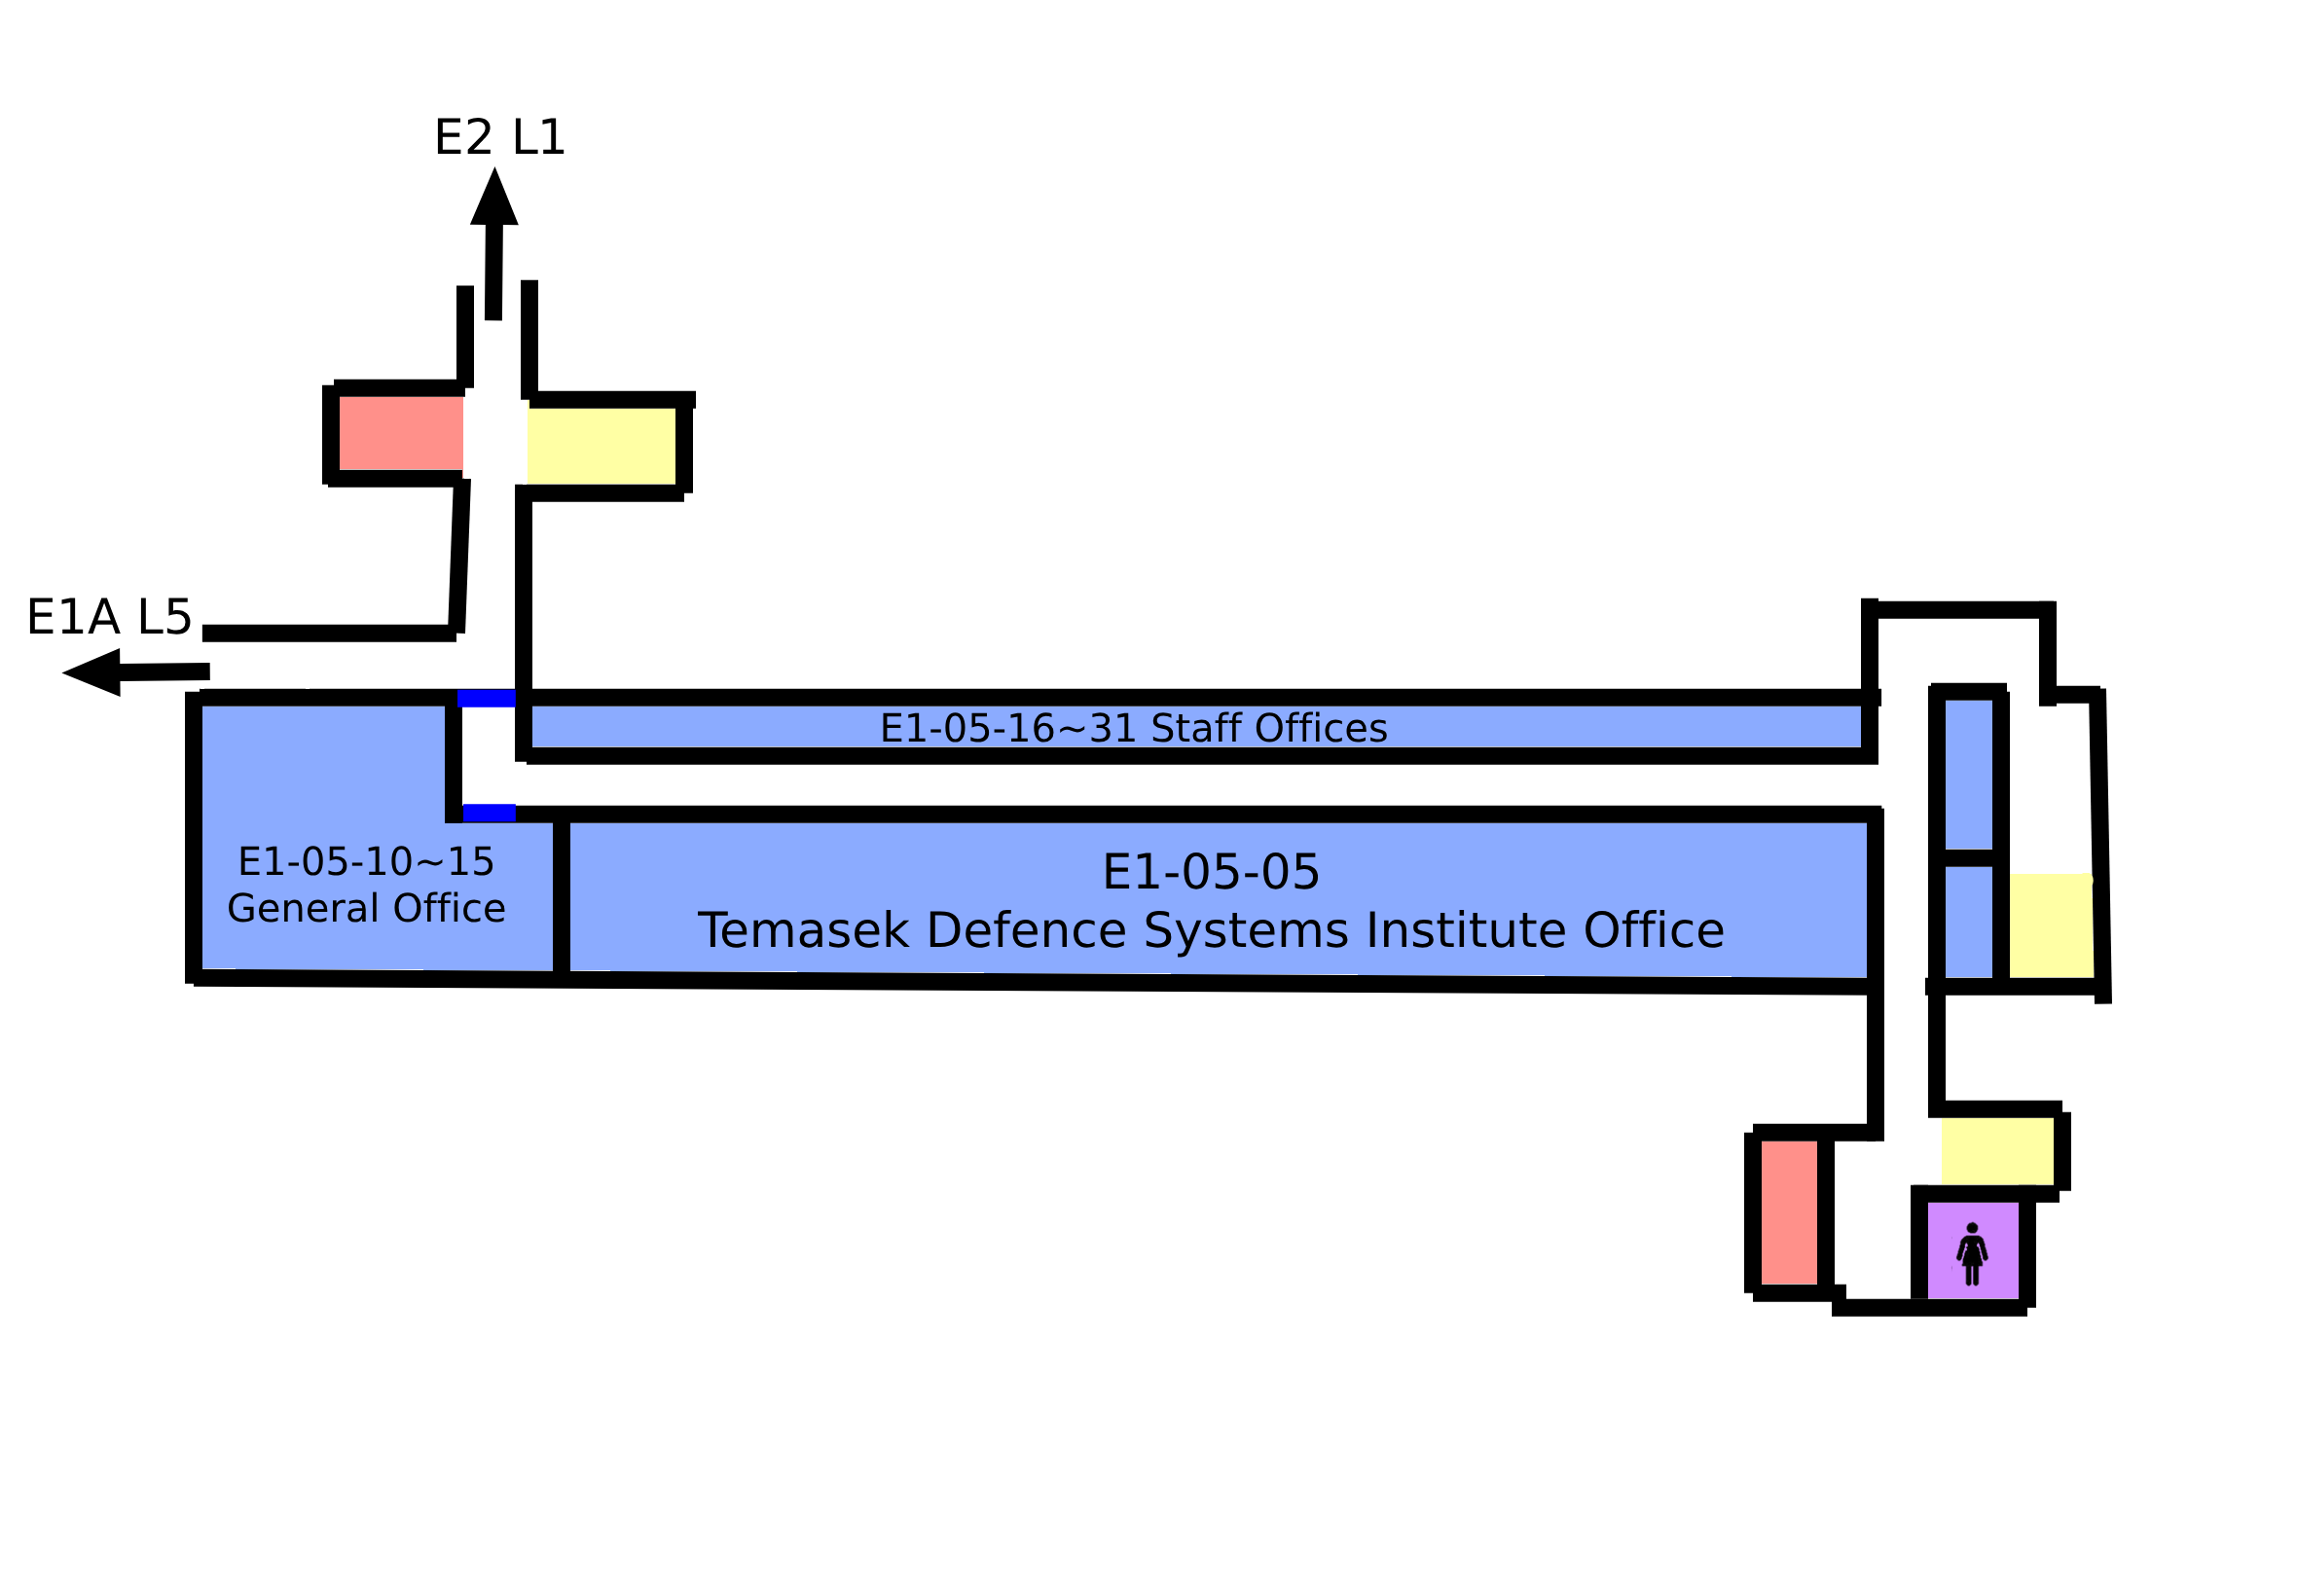 E2 L1
E1A L5
E1-05-16~31 Staff Offices
E1-05-10~15
General Office
E1-05-05
Temasek Defence Systems Institute Office